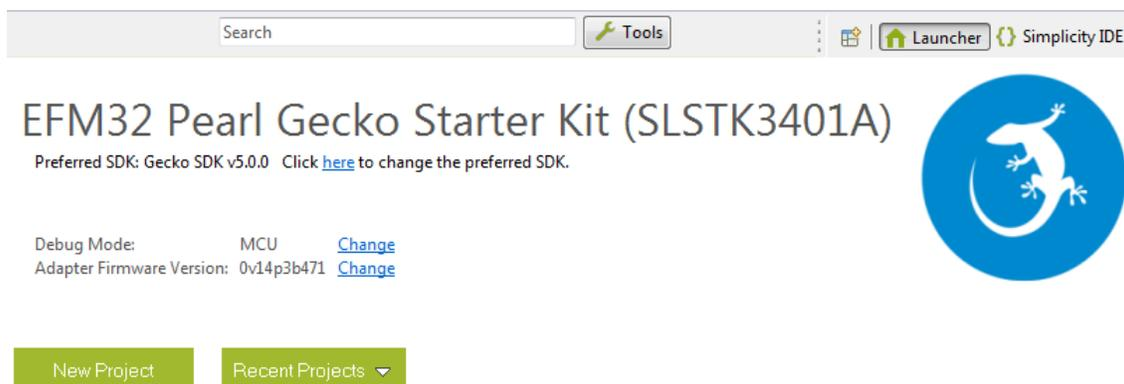 Search Tools Launcher Simplicity IDE
EFM32 Pearl Gecko Starter Kit (SLSTK3401A)
Preferred SDK: Gecko SDK v5.0.0 Click here to change the preferred SDK.
Debug Mode: MCU Change
Adapter Firmware Version: 0v14p3b471 Change
New Project Recent Projects